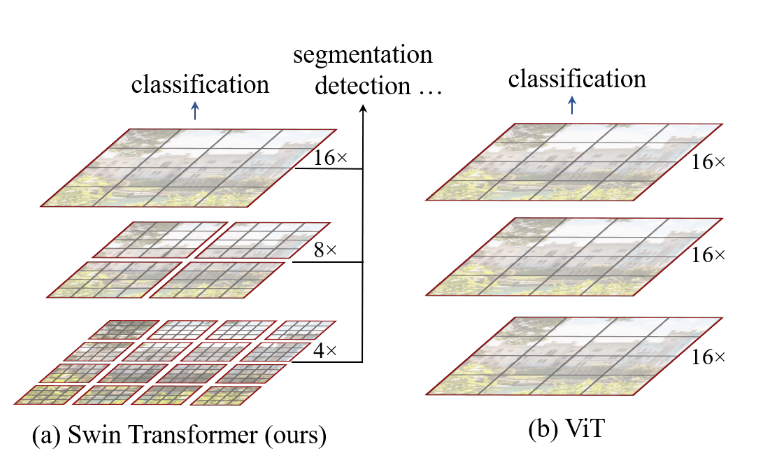 segmentation
detection …
classification
16×
8×
4×
(a) Swin Transformer (ours)
classification
16×
16×
16×
(b) ViT